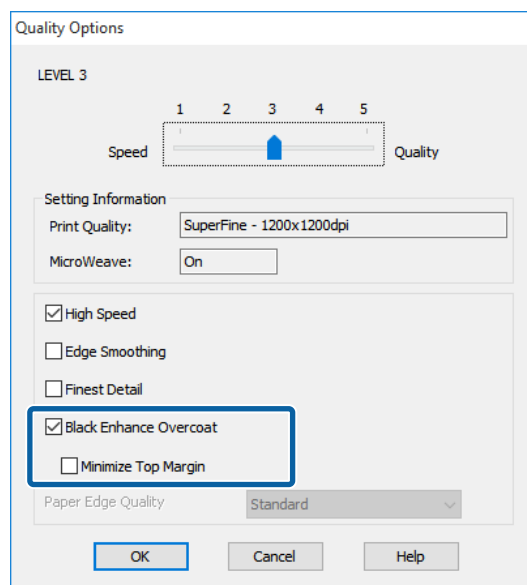 Quality Options
LEVEL 3
1 2 3 4 5
Speed Quality
Setting Information
Print Quality: SuperFine - 1200x1200dpi
MicroWeave: On
High Speed
Edge Smoothing
Finest Detail
Black Enhance Overcoat
Minimize Top Margin
Paper Edge Quality Standard
OK Cancel Help